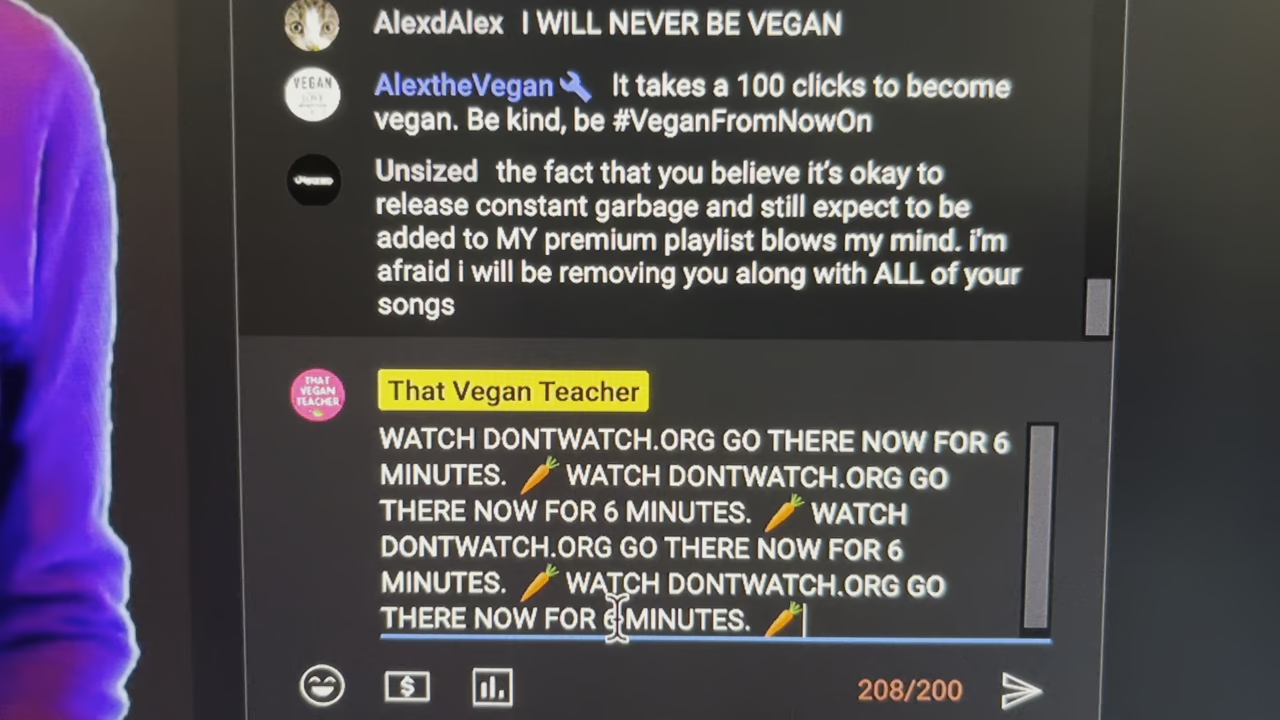 AlexdAlex I WILL NEVER BE VEGAN
VEGAN
AlextheVegan It takes a 100 clicks to become
vegan. Be kind, be #VeganFromNowOn
Unsized the fact that you believe it's okay to
release constant garbage and still expect to be
added to MY premium playlist blows my mind. i'm
afraid i will be removing you along with ALL of your
songs
THAT
VEGAN
TEACHER
That Vegan Teacher
WATCH DONTWATCH.ORG GO THERE NOW FOR 6
MINUTES. 🥕 WATCH DONTWATCH.ORG GO
THERE NOW FOR 6 MINUTES. 🥕 WATCH
DONTWATCH.ORG GO THERE NOW FOR 6
MINUTES. 🥕 WATCH DONTWATCH.ORG GO
THERE NOW FOR 6 MINUTES. 🥕
$
208/200